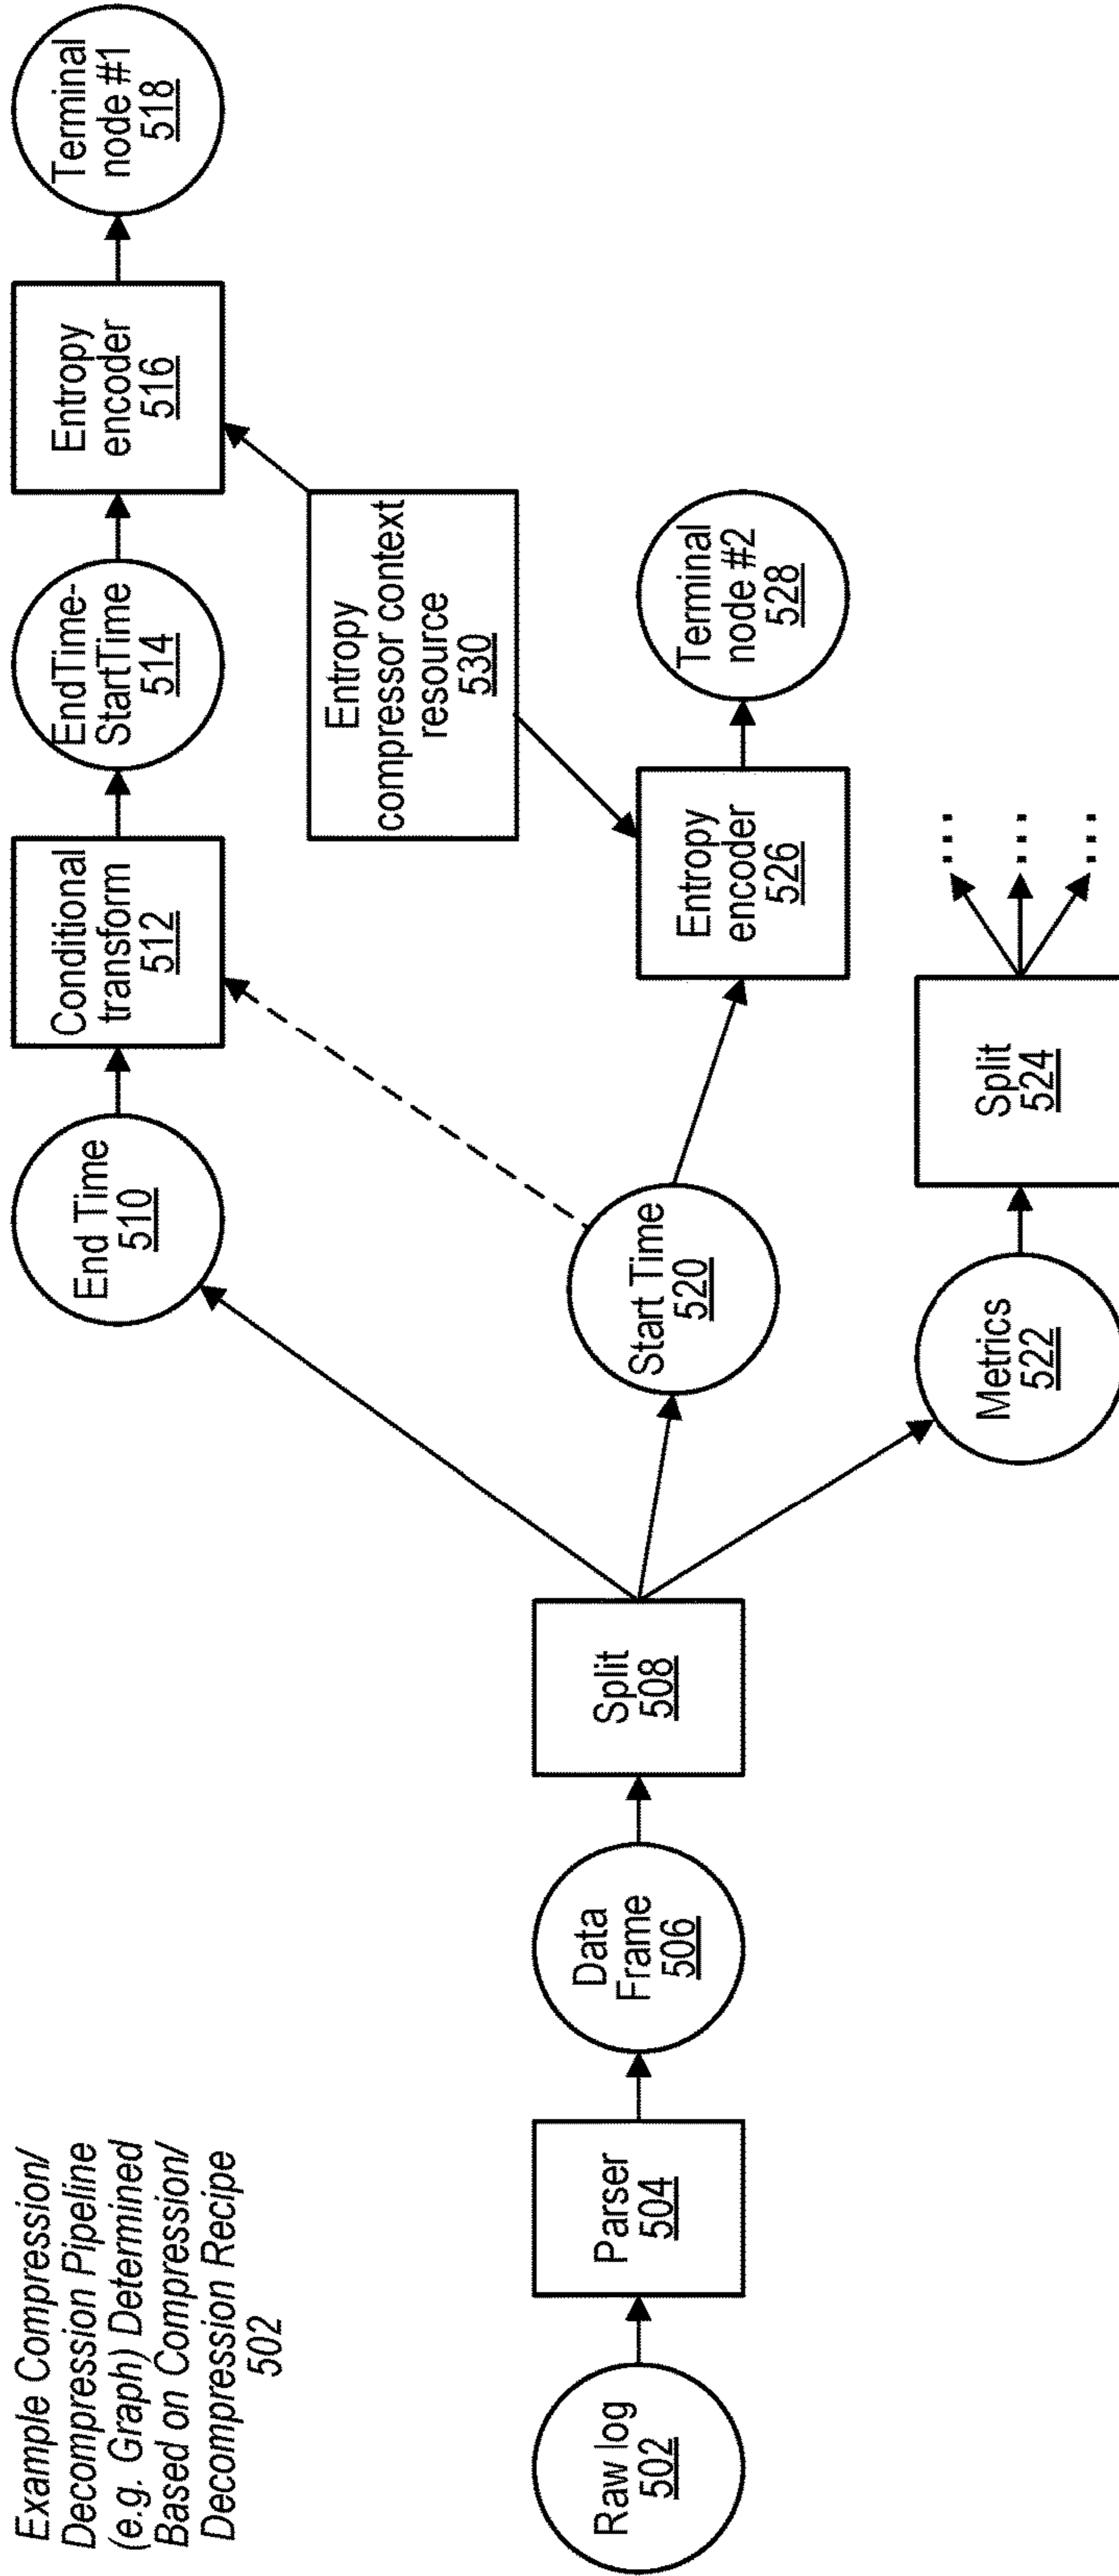 Example Compression/
Decompression Pipeline
(e.g. Graph) Determined
Based on Compression/
Decompression Recipe
502
Raw log
502
Parser
504
Data
Frame
506
Split
508
End Time
510
Conditional
transform
512
EndTime-
StartTime
514
Entropy
encoder
516
Terminal
node #1
518
Entropy
compressor context
resource
530
Start Time
520
Entropy
encoder
526
Terminal
node #2
528
Metrics
522
Split
524
...
...
...